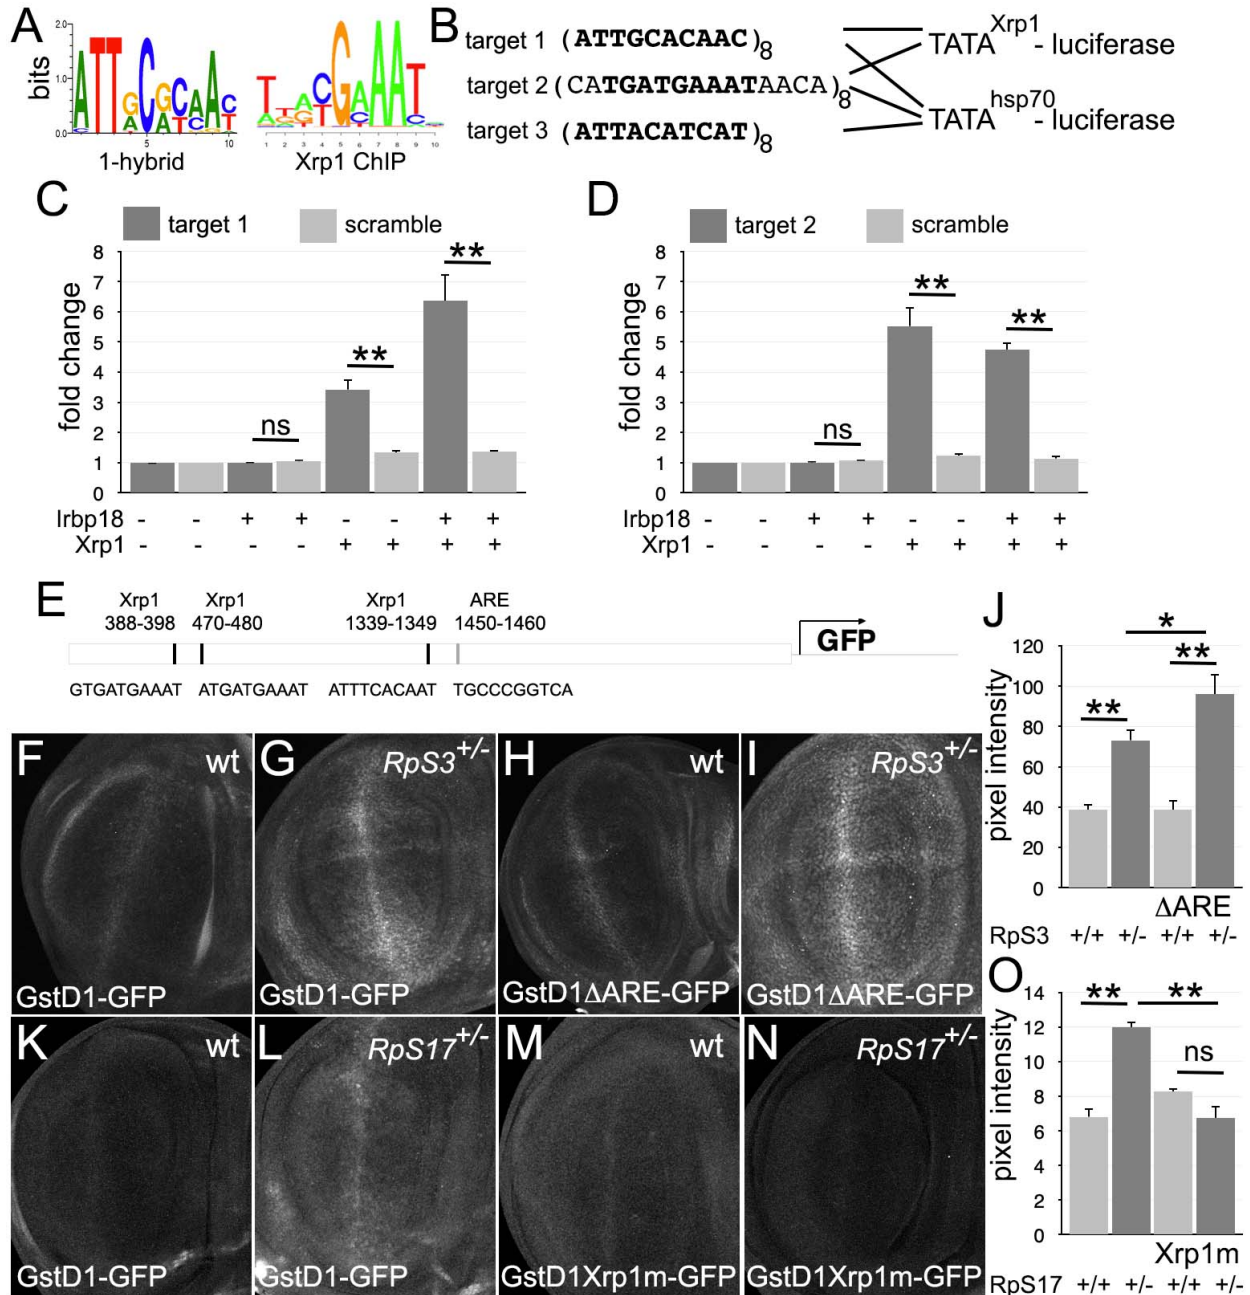 A
bits
2.0
1.0
0.0
ATTGCGCAAC
5
10
1-hybrid
1 2 3 4 5 6 7 8 9 10
Xrp1 ChIP
B
target 1 (ATTGCACAAC)8
target 2 (CATGATGAAATAACA)8
target 3 (ATTACATCAT)8
TATA Xrp1 - luciferase
TATA hsp70 - luciferase
C
target 1
scramble
fold change
8
7
6
5
4
3
2
1
0
ns
**
**
Irbp18 - - + + - - + +
Xrp1 - - - - + + + +
D
target 2
scramble
fold change
8
7
6
5
4
3
2
1
0
ns
**
**
Irbp18 - - + + - - + +
Xrp1 - - - - + + + +
E
Xrp1 Xrp1 Xrp1 ARE
388-398 470-480 1339-1349 1450-1460
GFP
GTGATGAAAT ATGATGAAAT ATTTCACAAT TGCCCGGTCA
F
wt
GstD1-GFP
G
RpS3+/-
GstD1-GFP
H
wt
GstD1ΔARE-GFP
I
RpS3+/-
GstD1ΔARE-GFP
J
pixel intensity
120
100
80
60
40
20
0
**
*
**
ΔARE
RpS3 +/+ +/- +/+ +/-
K
wt
GstD1-GFP
L
RpS17+/-
GstD1-GFP
M
wt
GstD1Xrp1m-GFP
N
RpS17+/-
GstD1Xrp1m-GFP
O
pixel intensity
14
12
10
8
6
4
2
0
**
**
ns
Xrp1m
RpS17 +/+ +/- +/+ +/-